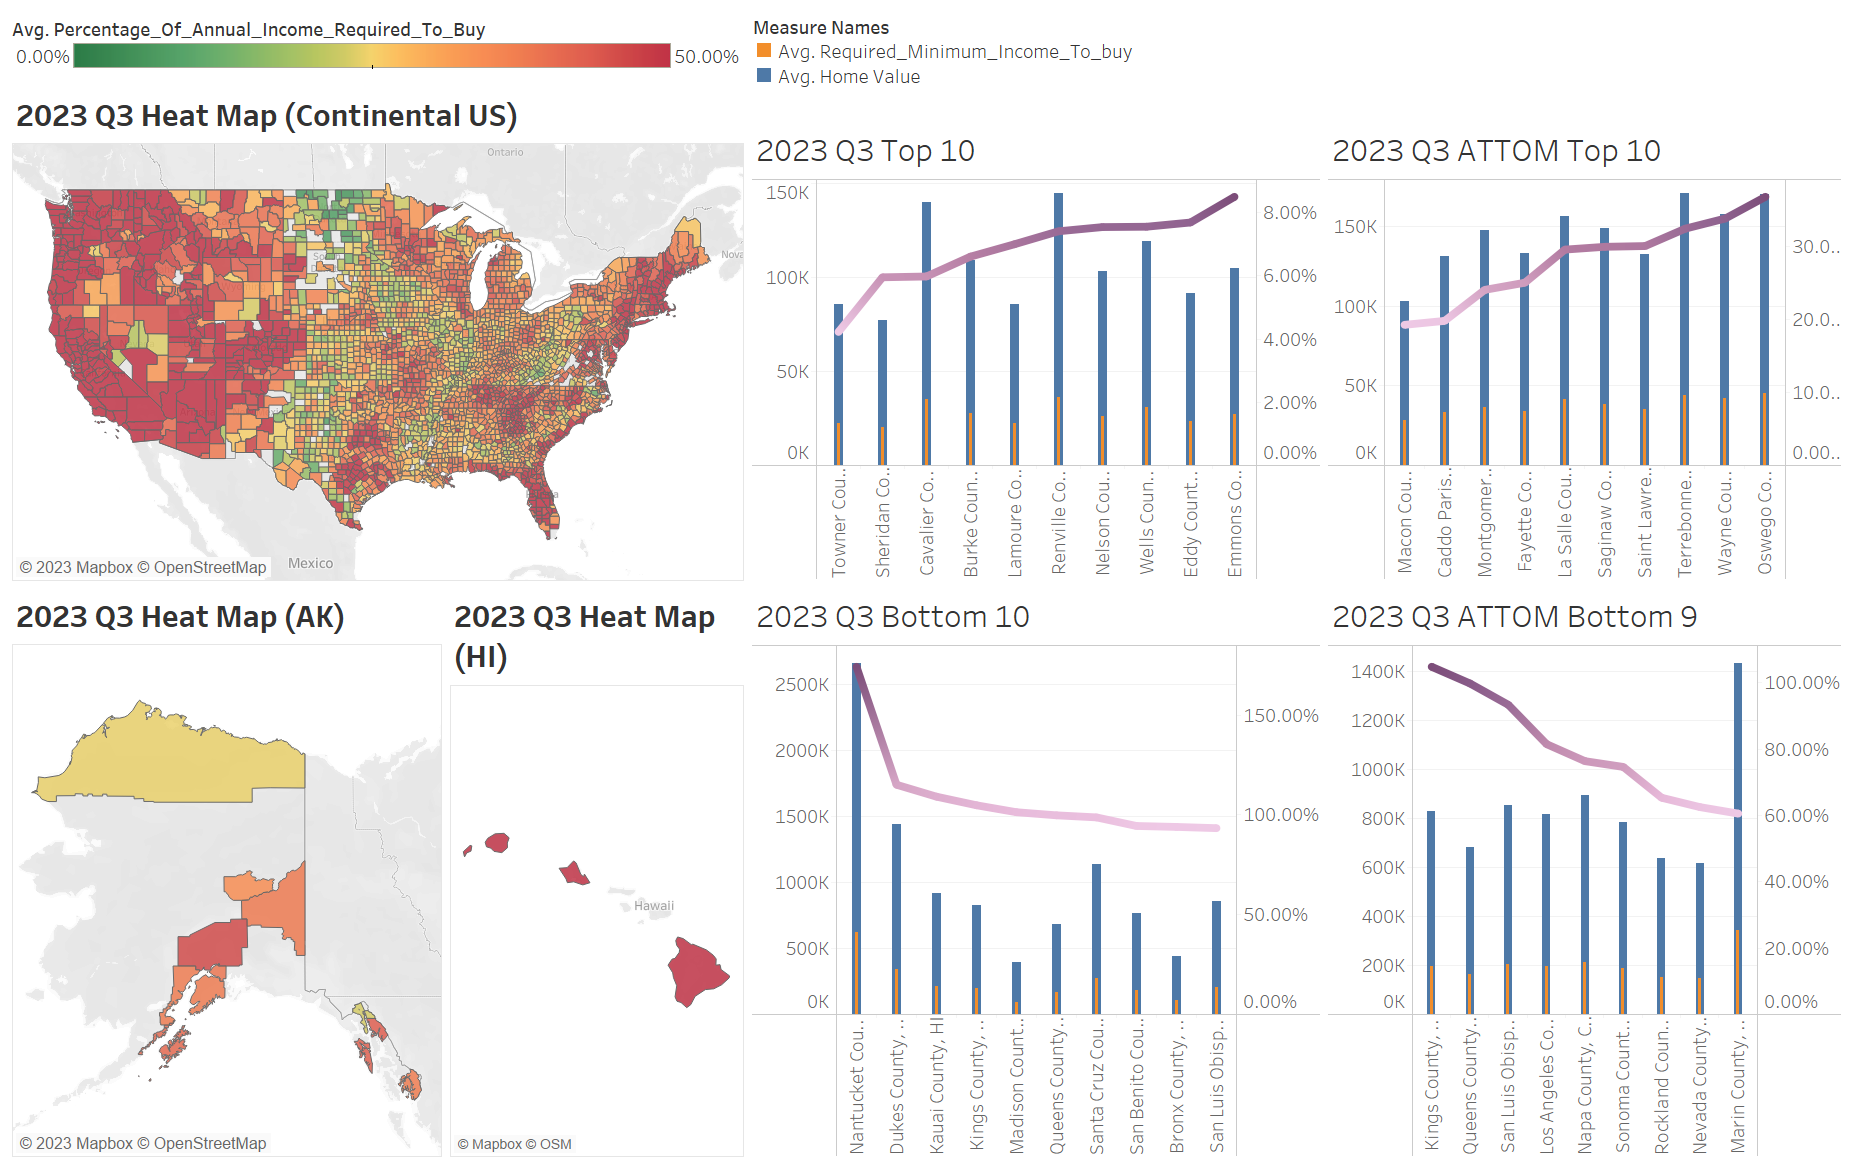 Avg. Percentage_Of_Annual_Income_Required_To_Buy
0.00%
50.00%
Measure Names
Avg. Required_Minimum_Income_To_buy
Avg. Home Value
2023 Q3 Heat Map (Continental US)
Ontario
Nova
Mexico
© 2023 Mapbox © OpenStreetMap
2023 Q3 Top 10
150K
100K
50K
0K
8.00%
6.00%
4.00%
2.00%
0.00%
Towner Cou..
Sheridan Co..
Cavalier Co..
Burke Coun..
Lamoure Co..
Renville Co..
Nelson Cou..
Wells Coun..
Eddy Count..
Emmons Co..
2023 Q3 ATTOM Top 10
150K
100K
50K
0K
30.0..
20.0..
10.0..
0.00..
Macon Cou..
Caddo Paris..
Montgomer..
Fayette Co..
La Salle Cou..
Saginaw Co..
Saint Lawre..
Terrebonne..
Wayne Cou..
Oswego Co..
2023 Q3 Heat Map (AK)
© 2023 Mapbox © OpenStreetMap
2023 Q3 Heat Map
(HI)
Hawaii
© Mapbox © OSM
2023 Q3 Bottom 10
2500K
2000K
1500K
1000K
500K
0K
150.00%
100.00%
50.00%
0.00%
Nantucket Cou..
Dukes County, ..
Kauai County, HI
Kings County, ..
Madison Count..
Queens County..
Santa Cruz Cou..
San Benito Cou..
Bronx County, ..
San Luis Obisp..
2023 Q3 ATTOM Bottom 9
1400K
1200K
1000K
800K
600K
400K
200K
0K
100.00%
80.00%
60.00%
40.00%
20.00%
0.00%
Kings County, ..
Queens County..
San Luis Obisp..
Los Angeles Co..
Napa County, C..
Sonoma Count..
Rockland Coun..
Nevada County..
Marin County, ..